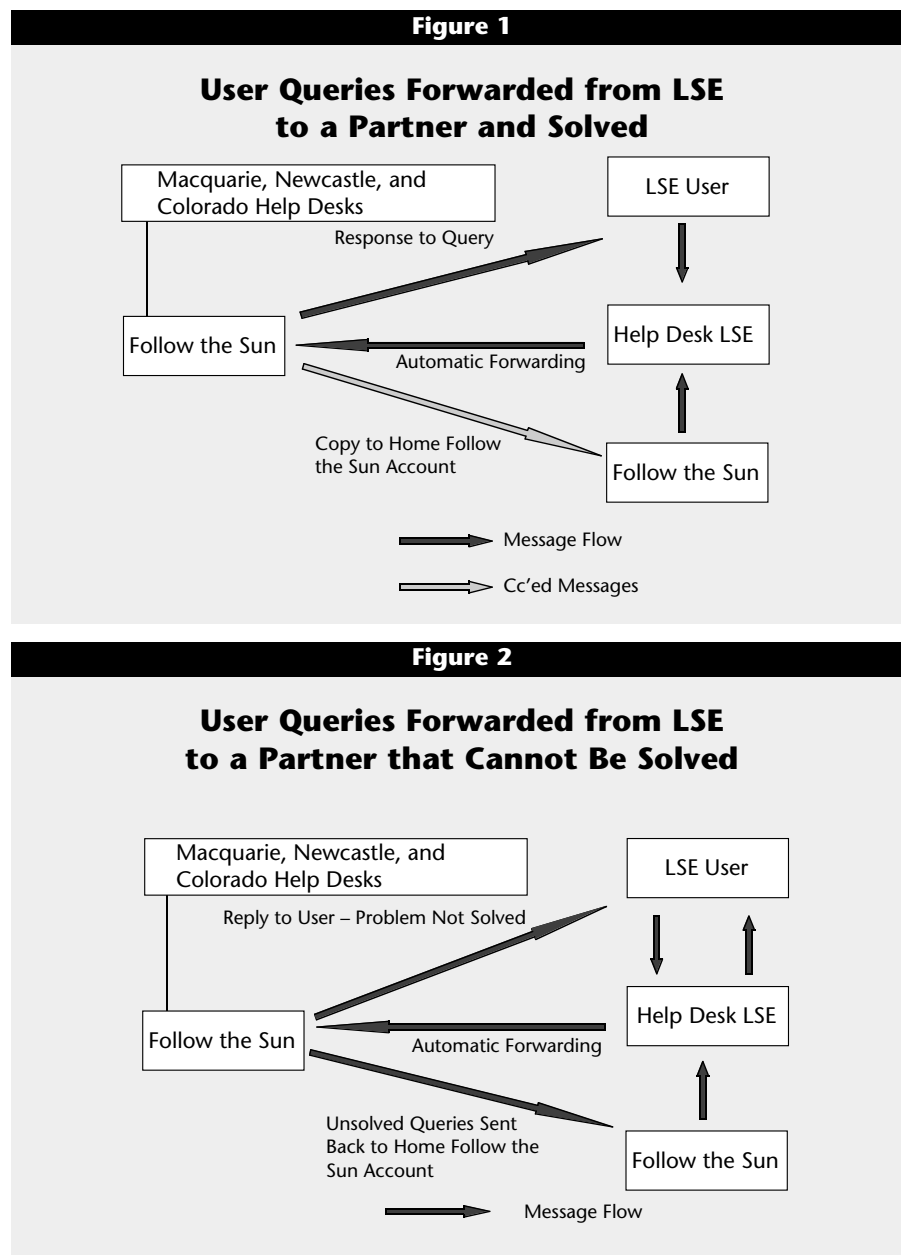 Figure 1
User Queries Forwarded from LSE
to a Partner and Solved
Macquarie, Newcastle, and
Colorado Help Desks
LSE User
Response to Query
Follow the Sun
Help Desk LSE
Automatic Forwarding
Copy to Home Follow
the Sun Account
Follow the Sun
Message Flow
Cc'ed Messages
Figure 2
User Queries Forwarded from LSE
to a Partner that Cannot Be Solved
Macquarie, Newcastle, and
Colorado Help Desks
LSE User
Reply to User – Problem Not Solved
Follow the Sun
Help Desk LSE
Automatic Forwarding
Unsolved Queries Sent
Back to Home Follow the
Sun Account
Follow the Sun
Message Flow